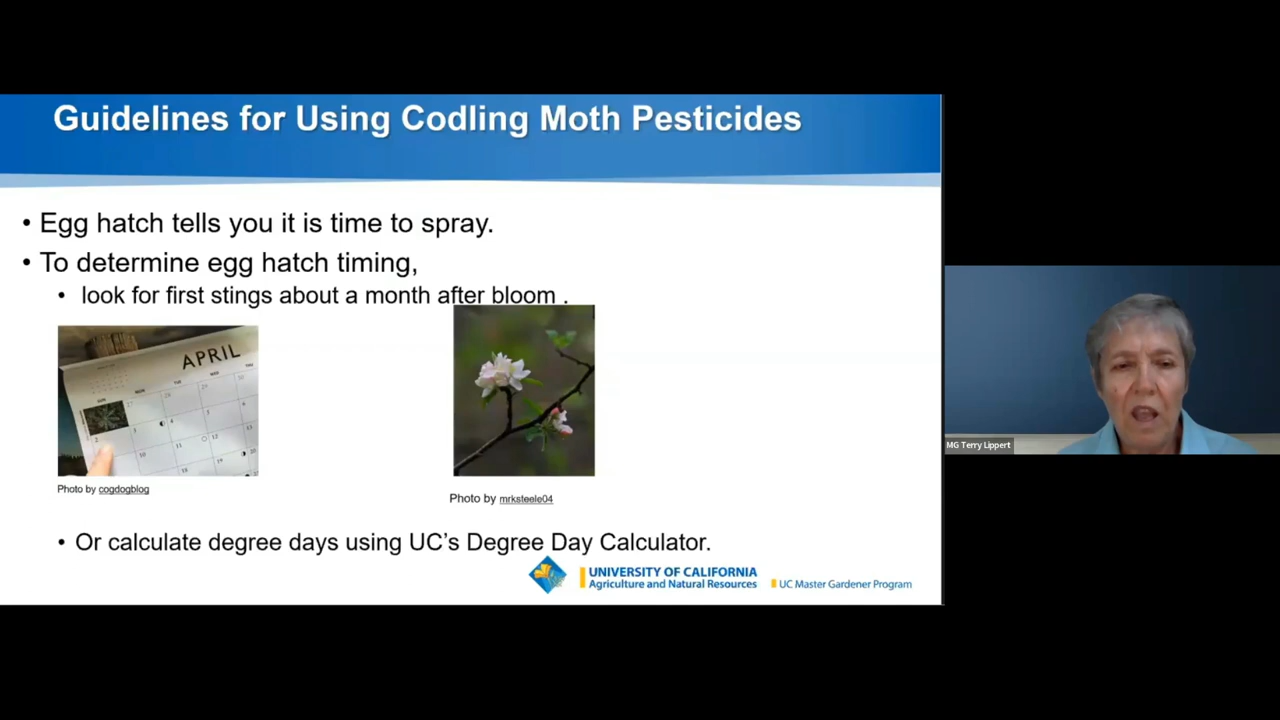 Guidelines for Using Codling Moth Pesticides
• Egg hatch tells you it is time to spray.
• To determine egg hatch timing,
• look for first stings about a month after bloom .
APRIL
Photo by cogdogblog
Photo by mrksteele04
• Or calculate degree days using UC's Degree Day Calculator.
UNIVERSITY OF CALIFORNIA
Agriculture and Natural Resources
UC Master Gardener Program
MG Terry Lippert